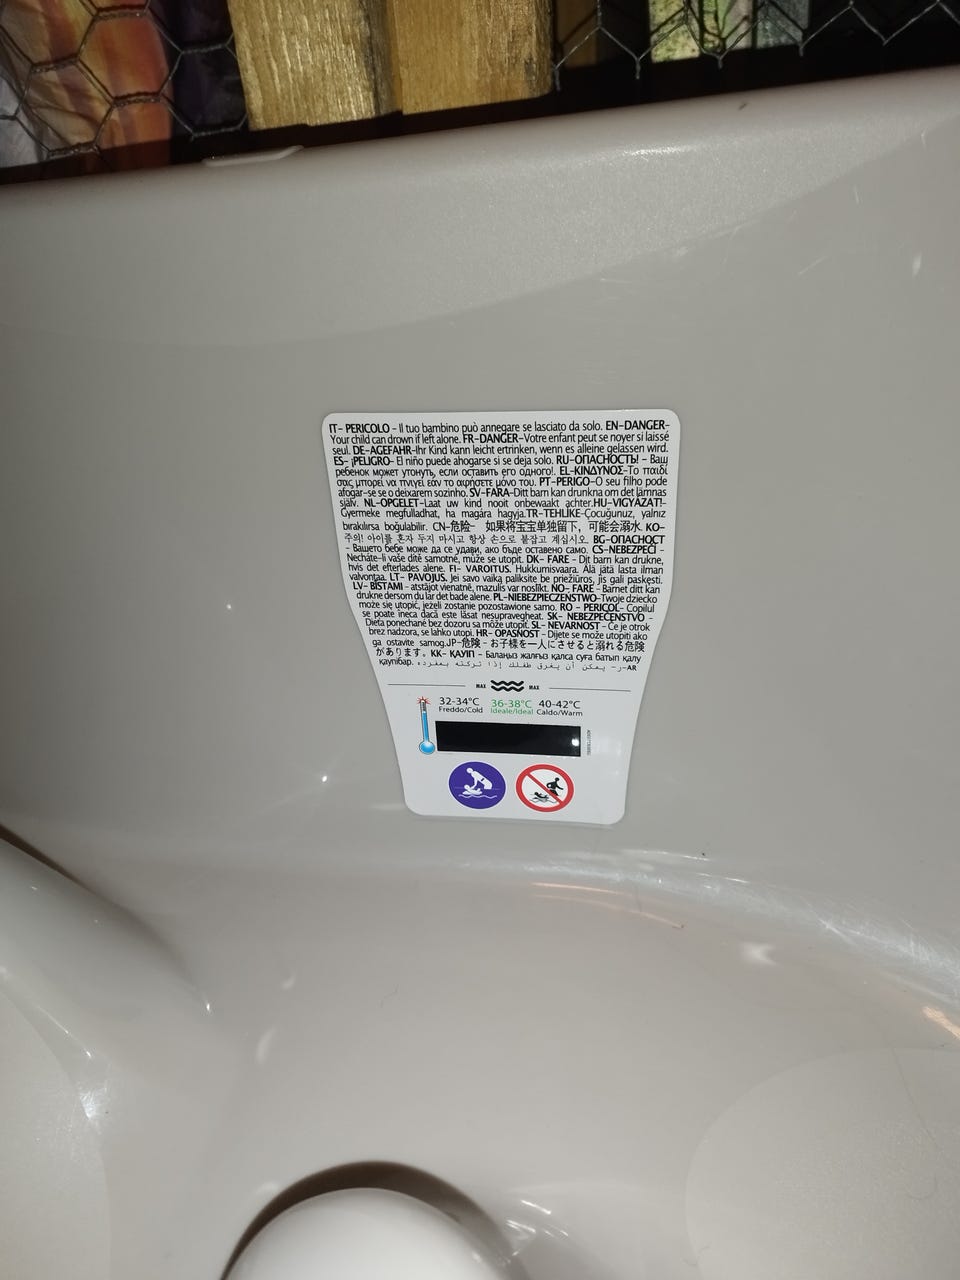 IT- PERICOLO - Il tuo bambino può annegare se lasciato da solo. EN-DANGER-
Your child can drown if left alone. FR-DANGER-Votre enfant peut se noyer si laissé
seul. DE-AGEFAHR-Ihr Kind kann leicht ertrinken, wenn es alleine gelassen wird.
ES- ¡PELIGRO- El niño puede ahogarse si se deja solo. RU-ОПАСНОСТЬ! - Ваш
ребенок может утонуть, если оставить его одного!. EL-ΚΙΝΔΥΝΟΣ-Το παιδί
σας μπορεί να πνιγεί εάν το αφήσετε μόνο του. PT-PERIGO-O seu filho pode
afogar-se se o deixarem sozinho. SV-FARA-Ditt barn kan drunkna om det lämnas
själv. NL-OPGELET-Laat uw kind nooit onbewaakt achter.HU-VIGYÁZAT!-
Gyermeke megfulladhat, ha magára hagyja.TR-TEHLIKE-Çocuğunuz, yalnız
bırakılırsa boğulabilir. CN-危险- 如果将宝宝单独留下，可能会溺水. KO-
주의! 아이를 혼자 두지 마시고 항상 손으로 붙잡고 계십시오. BG-ОПАСНОСТ
- Вашето бебе може да се удави, ако бъде оставено само. CS-NEBEZPEČÍ -
Necháte-li vaše dítě samotné, může se utopit. DK- FARE - Dit barn kan drukne,
hvis det efterlades alene. FI- VAROITUS. Hukkumisvaara. Älä jätä lasta ilman
valvontaa. LT- PAVOJUS. Jei savo vaiką paliksite be priežiūros, jis gali paskęsti.
LV- BĪSTAMI - atstājot vienatnē, mazulis var noslīkt. NO- FARE - Barnet ditt kan
drukne dersom du lar det bade alene. PL-NIEBEZPIECZEŃSTWO-Twoje dziecko
może się utopić, jeżeli zostanie pozostawione samo. RO - PERICOL- Copilul
se poate îneca dacă este lăsat nesupravegheat. SK- NEBEZPEČENSTVO -
Dieťa ponechané bez dozoru sa môže utopiť. SL- NEVARNOST - Če je otrok
brez nadzora, se lahko utopi. HR- OPASNOST - Dijete se može utopiti ako
ga ostavite samog.JP-危険 - お子様を一人にさせると溺れる危険
があります。KK- ҚАУІП - Балаңыз жалғыз қалса суға батып қалу
қаупібар. يمكن أن يغرق طفلك إذا تركته بمفرده -AR
MAX MAX
32-34°C 36-38°C 40-42°C
Freddo/Cold Ideale/Ideal Caldo/Warm